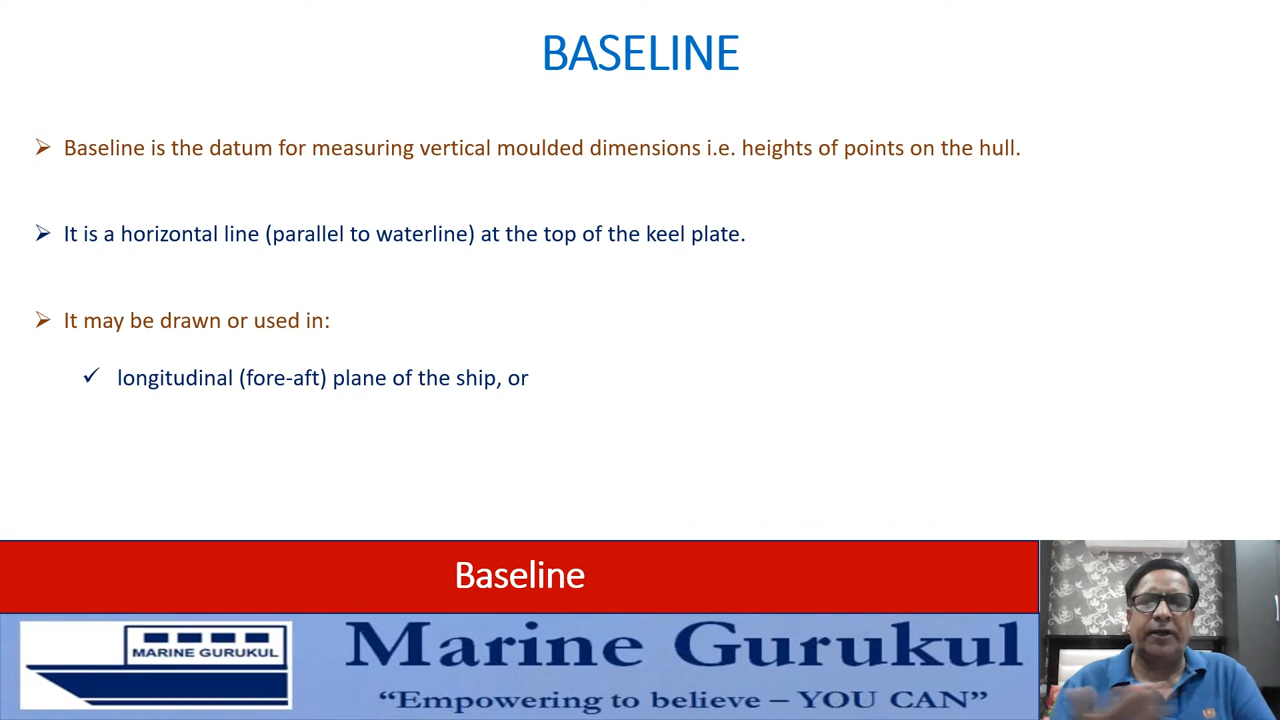 BASELINE
Baseline is the datum for measuring vertical moulded dimensions i.e. heights of points on the hull.
It is a horizontal line (parallel to waterline) at the top of the keel plate.
It may be drawn or used in:
longitudinal (fore-aft) plane of the ship, or
Baseline
MARINE GURUKUL
Marine Gurukul
“Empowering to believe – YOU CAN”